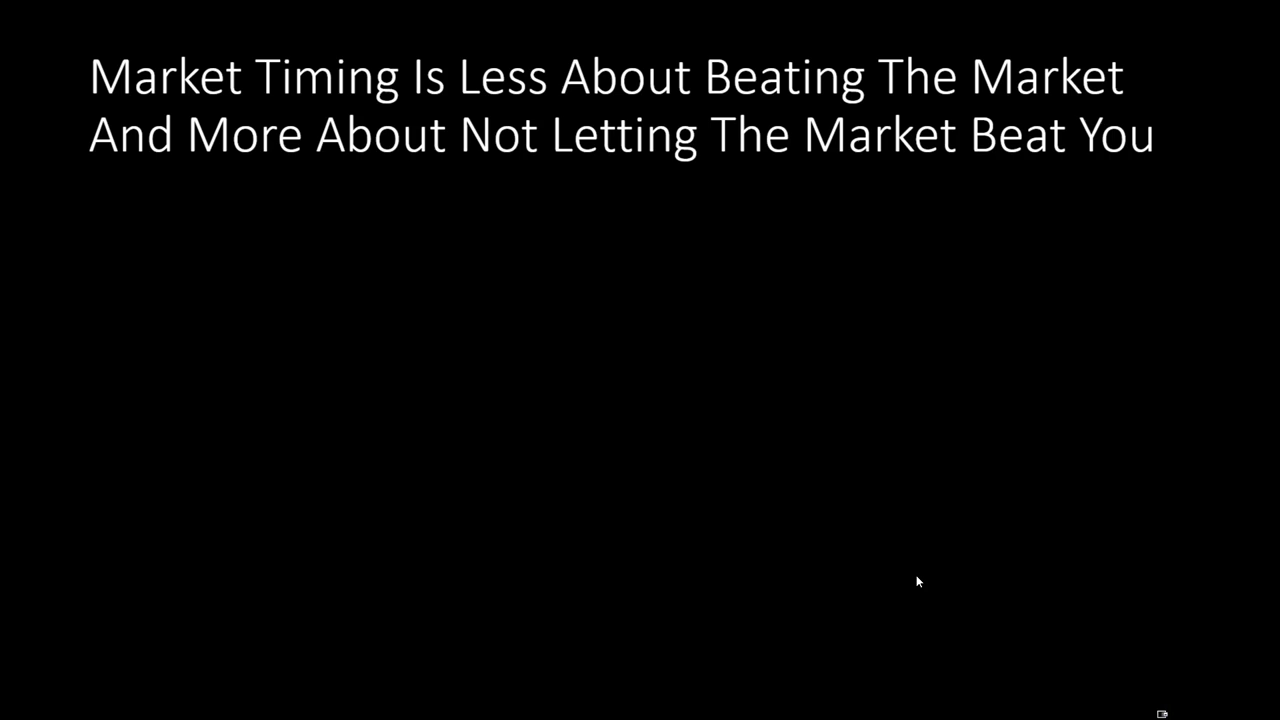 Market Timing Is Less About Beating The Market
And More About Not Letting The Market Beat You